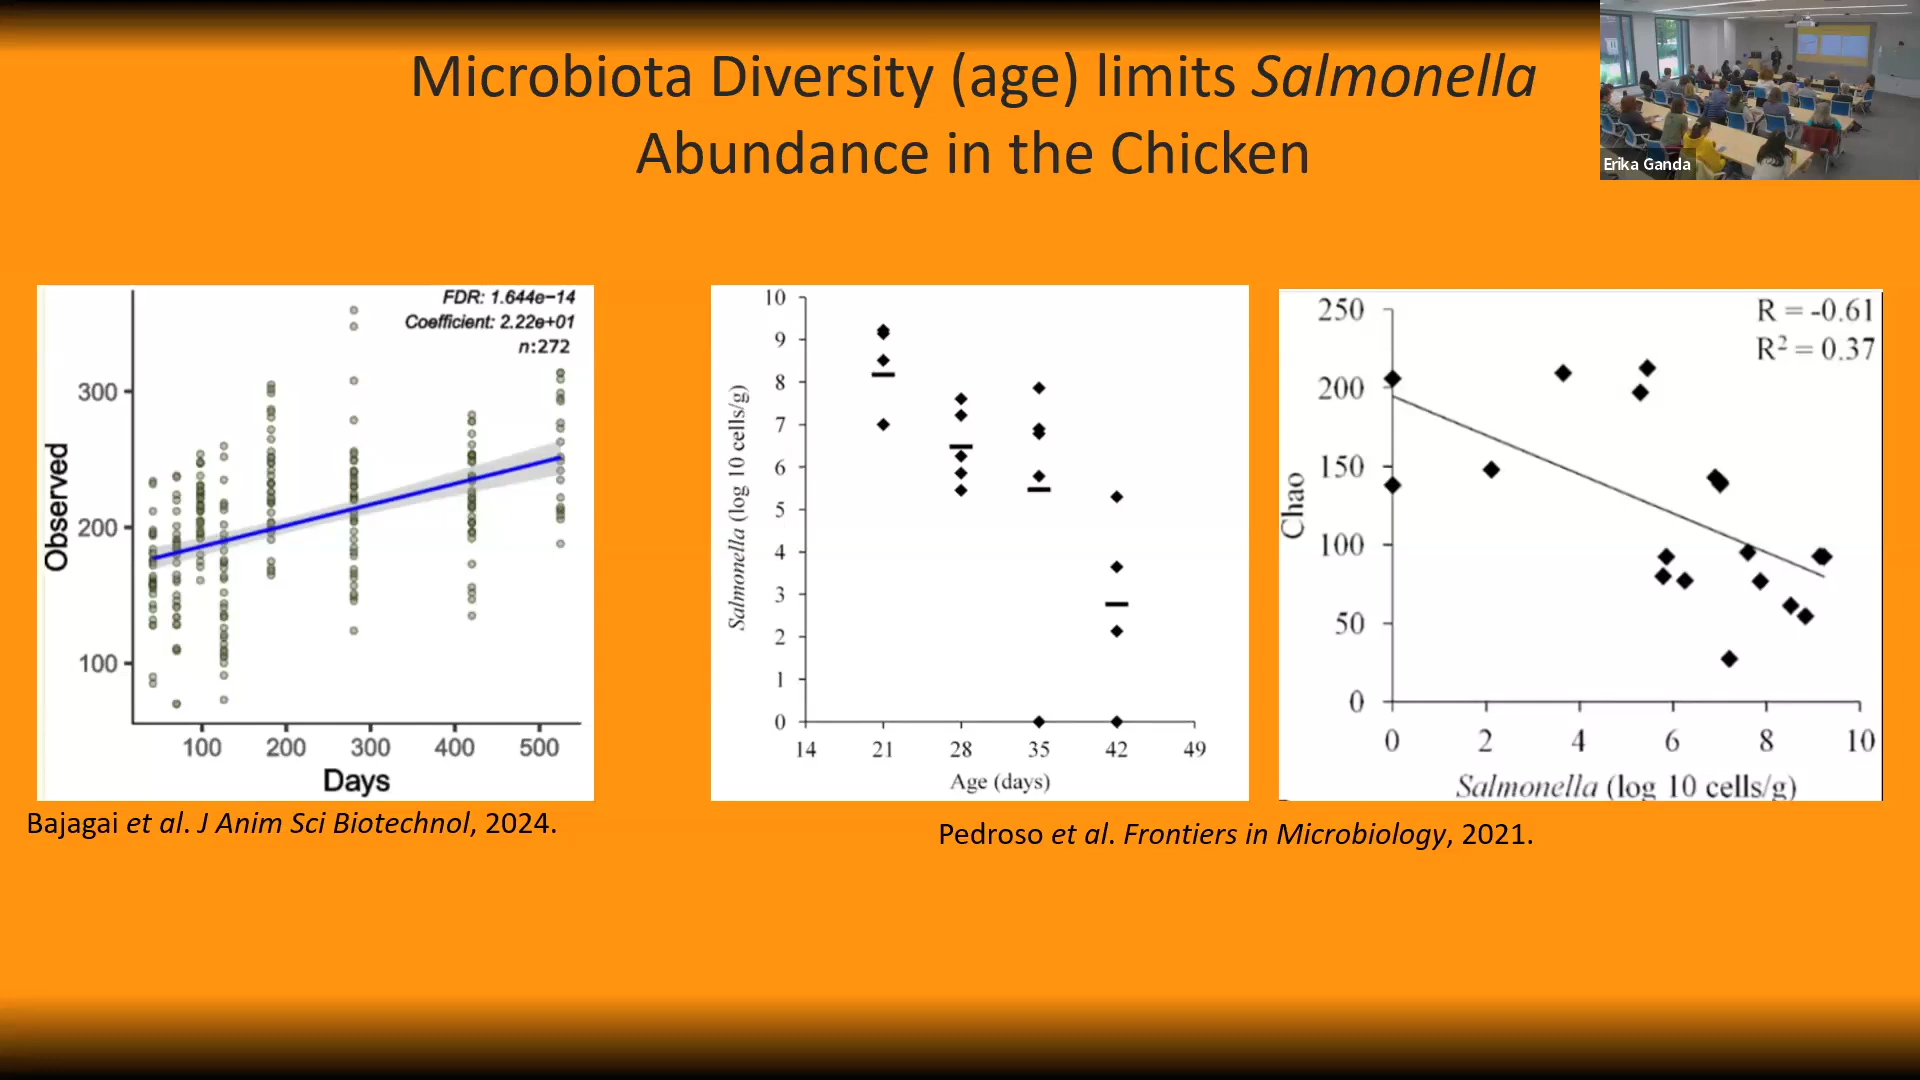 Microbiota Diversity (age) limits Salmonella
Abundance in the Chicken
Erika Ganda
FDR: 1.644e−14
Coefficient: 2.22e+01
n:272
Observed
300
200
100
100 200 300 400 500
Days
Bajagai et al. J Anim Sci Biotechnol, 2024.
Salmonella (log 10 cells/g)
10
9
8
7
6
5
4
3
2
1
0
14 21 28 35 42 49
Age (days)
R = -0.61
R² = 0.37
Chao
250
200
150
100
50
0
0 2 4 6 8 10
Salmonella (log 10 cells/g)
Pedroso et al. Frontiers in Microbiology, 2021.